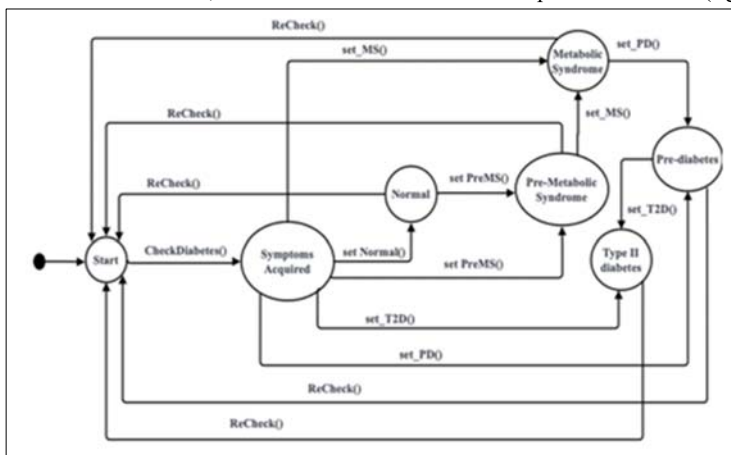 ReCheck()
set_MS()
Metabolic
Syndrome
set_PD()
ReCheck()
set_MS()
Pre-diabetes
ReCheck()
Normal
set PreMS()
Pre-Metabolic
Syndrome
set_T2D()
Start
CheckDiabetes()
Symptoms
Acquired
set Normal()
set PreMS()
Type II
diabetes
set_T2D()
set_PD()
ReCheck()
ReCheck()